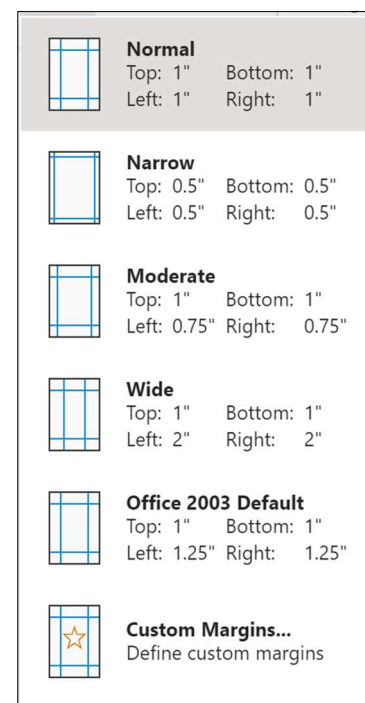 Normal
Top: 1" Bottom: 1"
Left: 1" Right: 1"
Narrow
Top: 0.5" Bottom: 0.5"
Left: 0.5" Right: 0.5"
Moderate
Top: 1" Bottom: 1"
Left: 0.75" Right: 0.75"
Wide
Top: 1" Bottom: 1"
Left: 2" Right: 2"
Office 2003 Default
Top: 1" Bottom: 1"
Left: 1.25" Right: 1.25"
Custom Margins...
Define custom margins